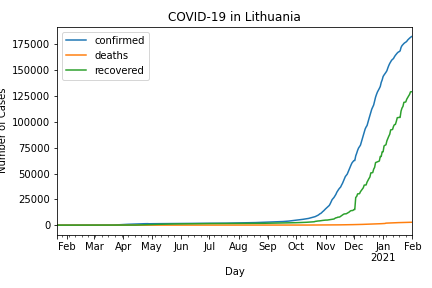 COVID-19 in Lithuania
confirmed
deaths
recovered
175000
150000
125000
100000
75000
50000
25000
0
Number of Cases
Feb Mar Apr May Jun Jul Aug Sep Oct Nov Dec Jan Feb
2021
Day